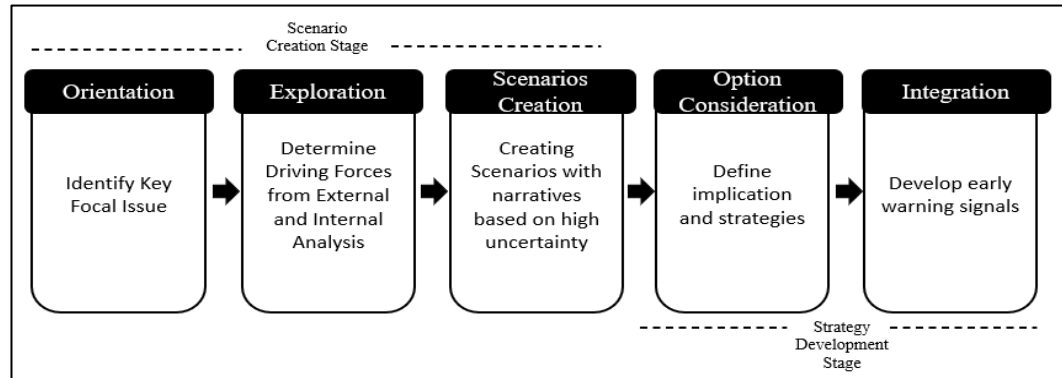 Scenario
Creation Stage
Orientation
Identify Key
Focal Issue
Exploration
Determine
Driving Forces
from External
and Internal
Analysis
Scenarios
Creation
Creating
Scenarios with
narratives
based on high
uncertainty
Option
Consideration
Define
implication
and strategies
Integration
Develop early
warning signals
Strategy
Development
Stage